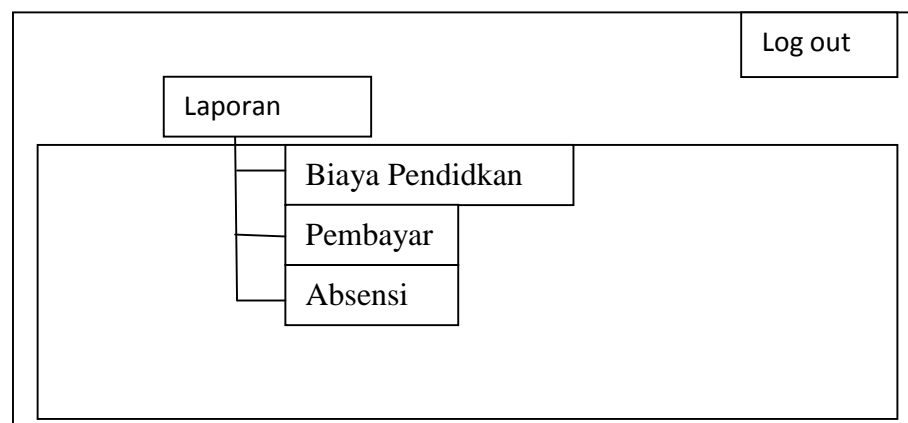 Log out
Laporan
Biaya Pendidkan
Pembayar
Absensi